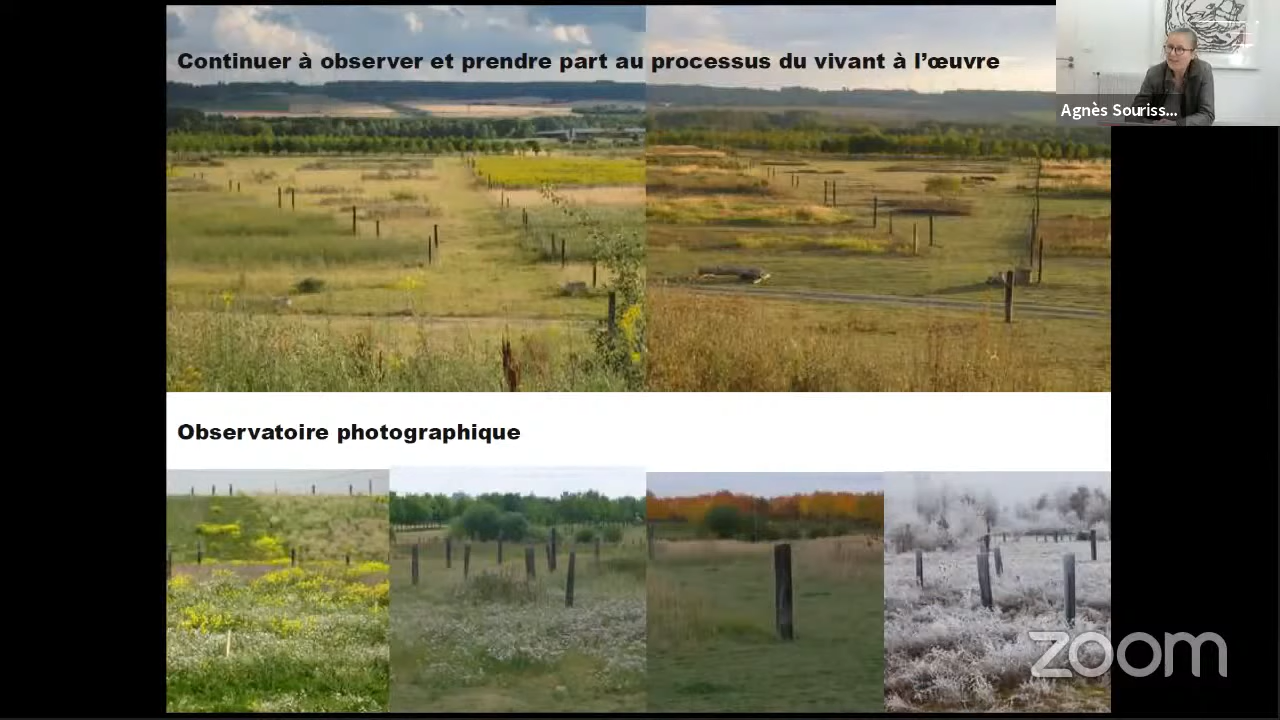 Continuer à observer et prendre part au processus du vivant à l’œuvre
Agnès Souriss...
Observatoire photographique
zoom